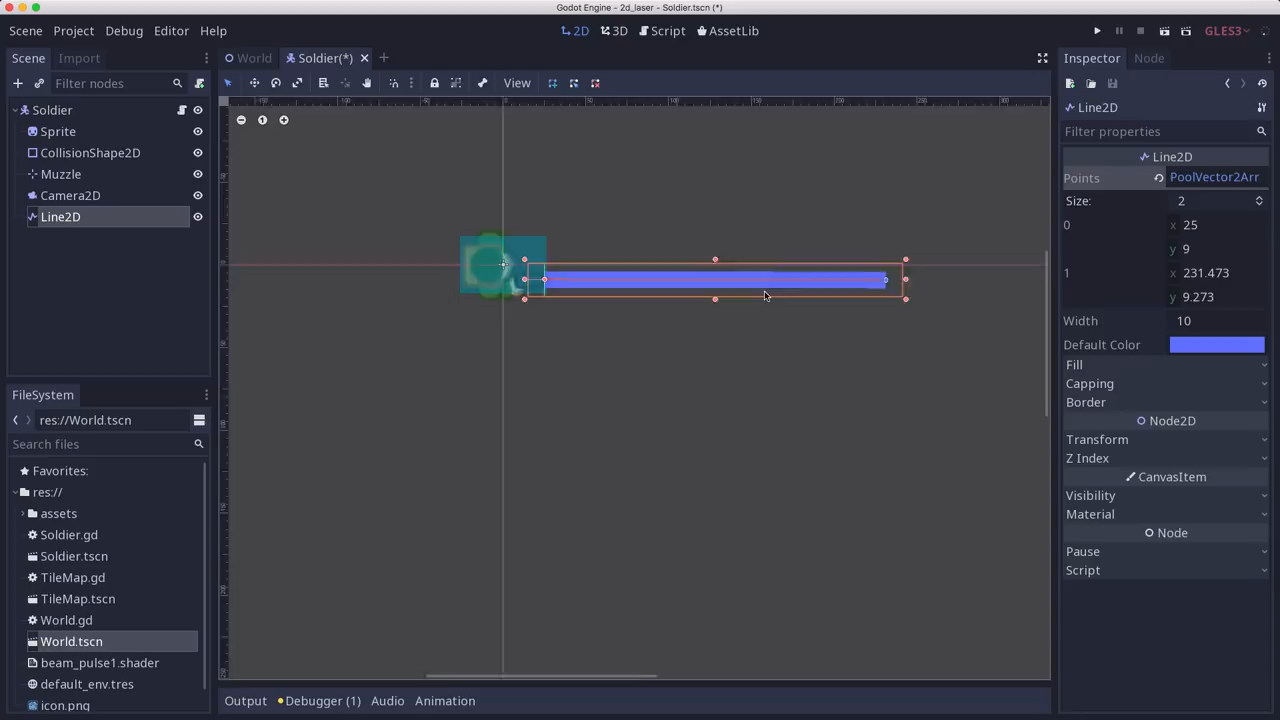 Godot Engine - 2d_laser - Soldier.tscn (*)
Scene Project Debug Editor Help
2D 3D Script AssetLib
GLES3
Scene Import
Filter nodes
Soldier
Sprite
CollisionShape2D
Muzzle
Camera2D
Line2D
FileSystem
res://World.tscn
Search files
Favorites:
res://
assets
Soldier.gd
Soldier.tscn
TileMap.gd
TileMap.tscn
World.gd
World.tscn
beam_pulse1.shader
default_env.tres
icon.png
World Soldier(*)
View
Output Debugger (1) Audio Animation
Inspector Node
Line2D
Filter properties
Line2D
Points PoolVector2Arr
Size: 2
0 x 25
y 9
1 x 231.473
y 9.273
Width 10
Default Color
Fill
Capping
Border
Node2D
Transform
Z Index
CanvasItem
Visibility
Material
Node
Pause
Script